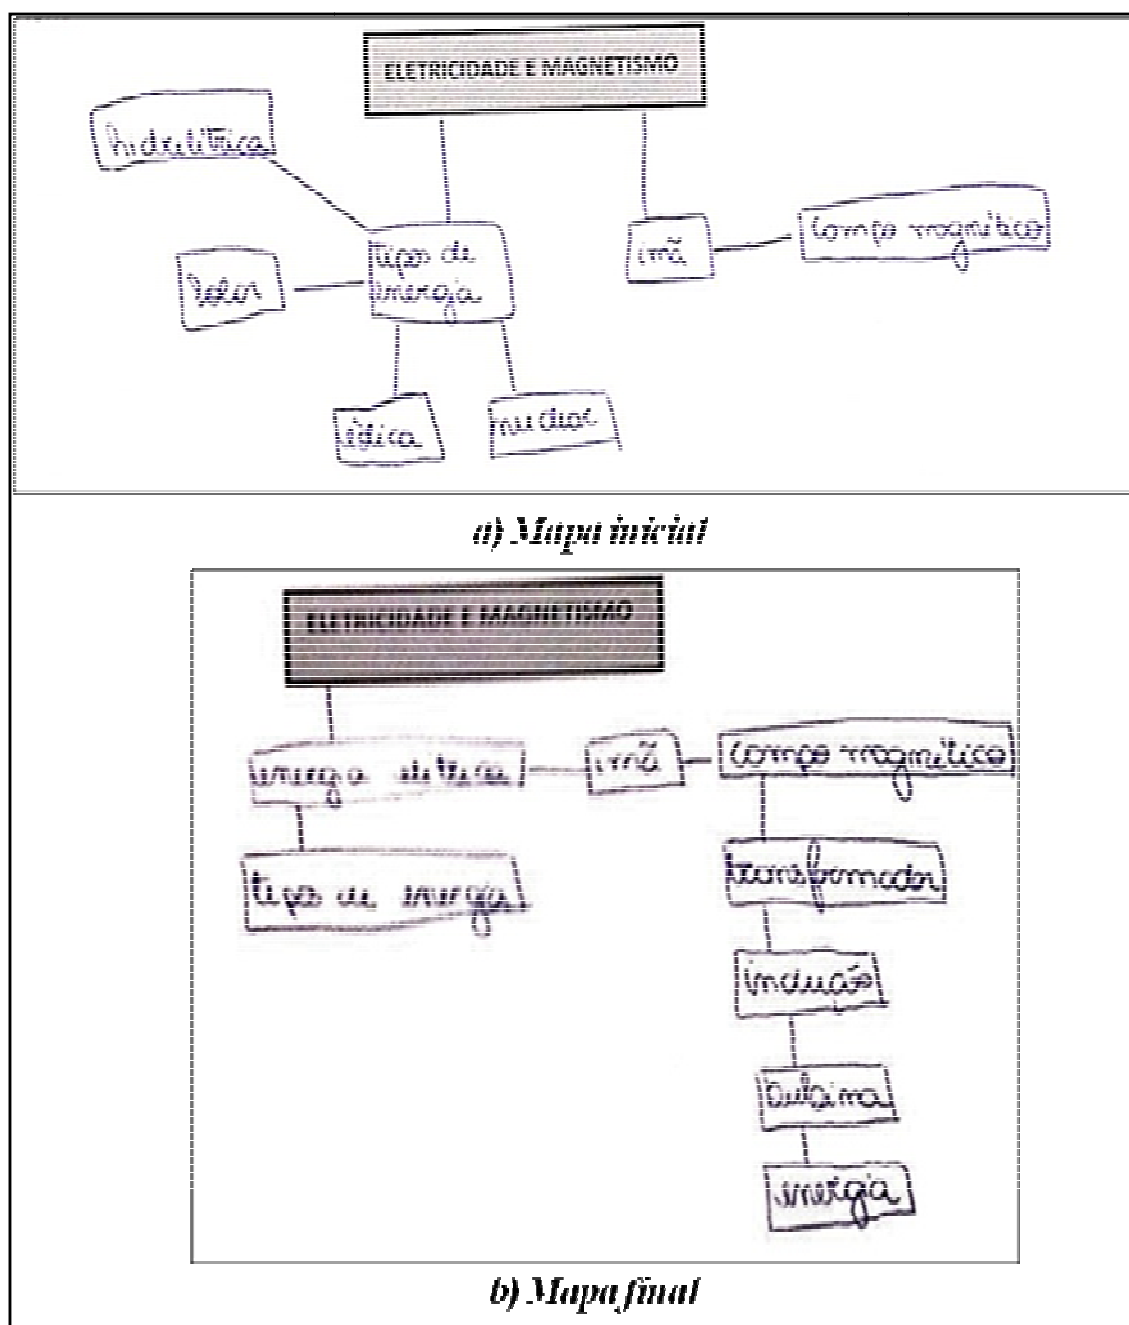 ELETRICIDADE E MAGNETISMO
hidrelétrica
tipos de
energia
imã
campo magnético
solar
eólica
nuclear
a) Mapa inicial
ELETRICIDADE E MAGNETISMO
energia elétrica
imã
campo magnético
tipos de energia
transformador
indução
turbina
energia
b) Mapa final